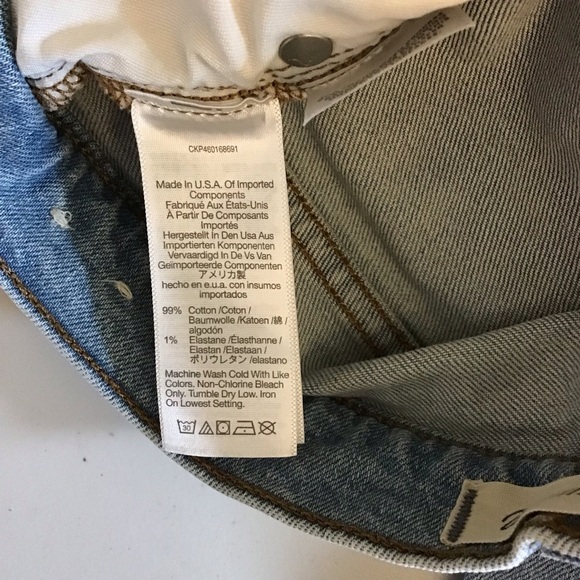 CKP460168691
Made In U.S.A. Of Imported
Components
Fabriqué Aux États-Unis
À Partir De Composants
Importés
Hergestellt In Den Usa Aus
Importierten Komponenten
Vervaardigd In De Vs Van
Geïmporteerde Componenten
アメリカ製
hecho en e.u.a. con insumos
importados
99% Cotton /Coton /
Baumwolle /Katoen /綿 /
algodón
1% Elastane /Élasthanne /
Elastan /Elastaan /
ポリウレタン /elastano
Machine Wash Cold With Like
Colors. Non-Chlorine Bleach
Only. Tumble Dry Low. Iron
On Lowest Setting.
30